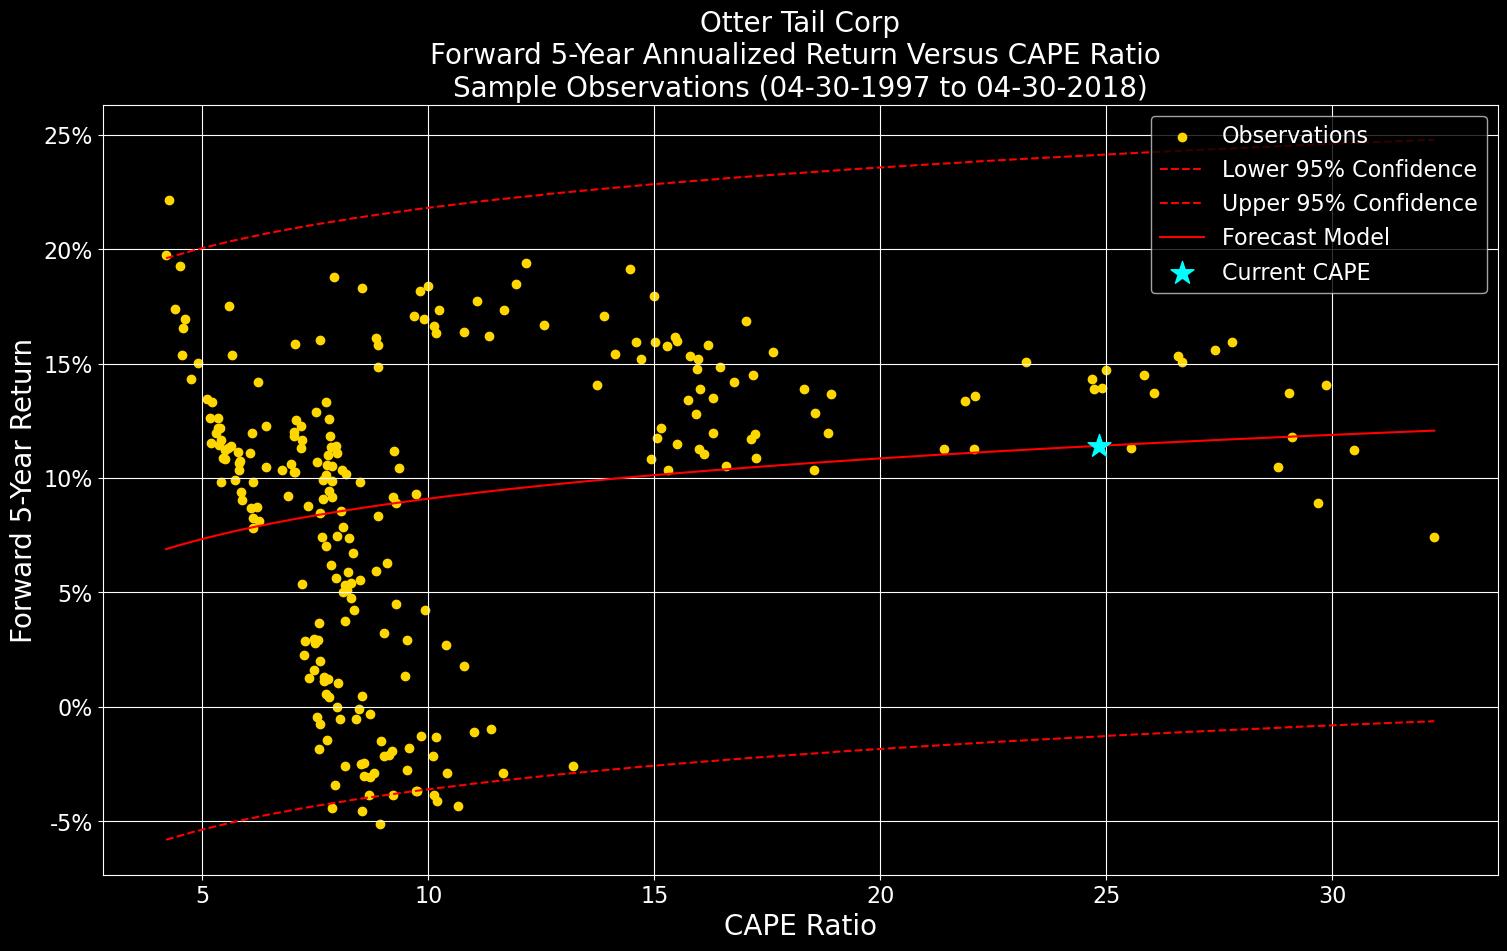 Otter Tail Corp
Forward 5-Year Annualized Return Versus CAPE Ratio
Sample Observations (04-30-1997 to 04-30-2018)
Forward 5-Year Return
25%
20%
15%
10%
5%
0%
-5%
Observations
Lower 95% Confidence
Upper 95% Confidence
Forecast Model
Current CAPE
5
10
15
20
25
30
CAPE Ratio